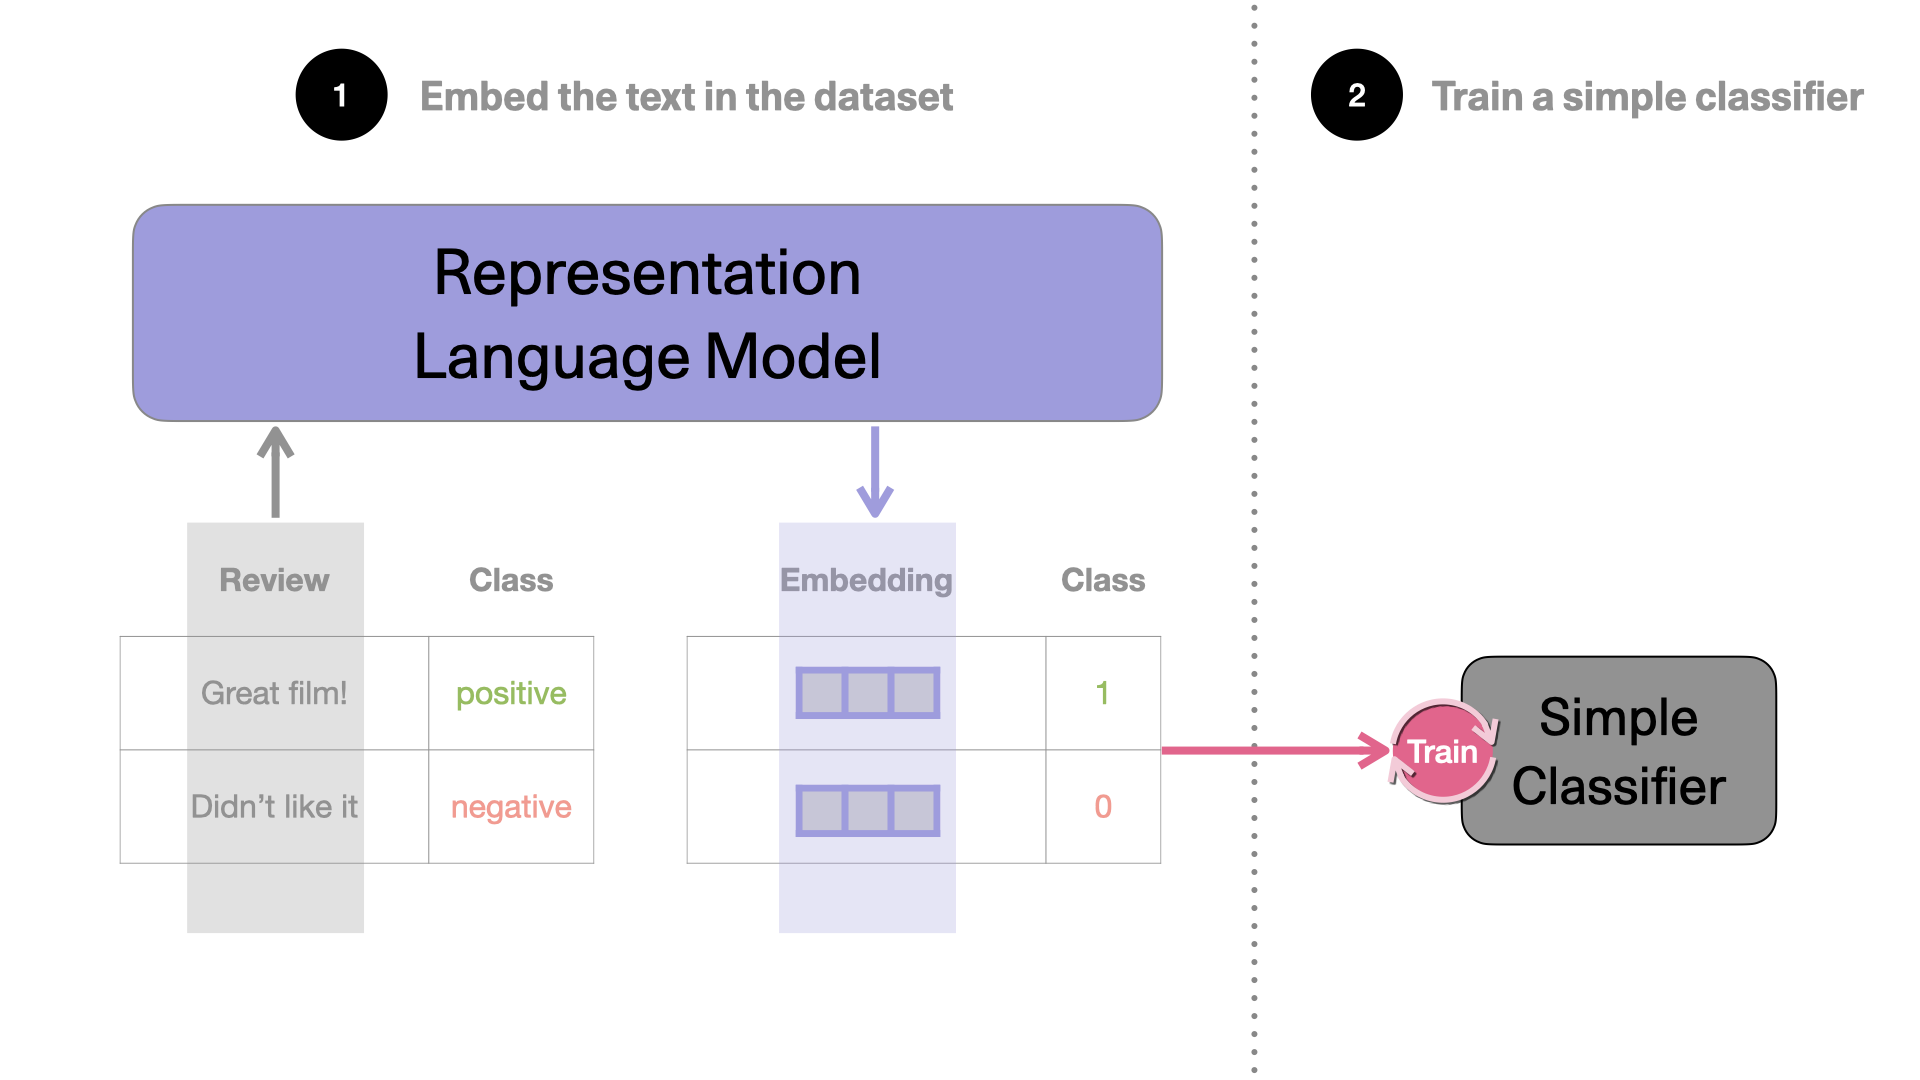 1 Embed the text in the dataset
2 Train a simple classifier
Representation
Language Model
Review Class
Great film! positive
Didn’t like it negative
Embedding Class
1
0
Train
Simple
Classifier